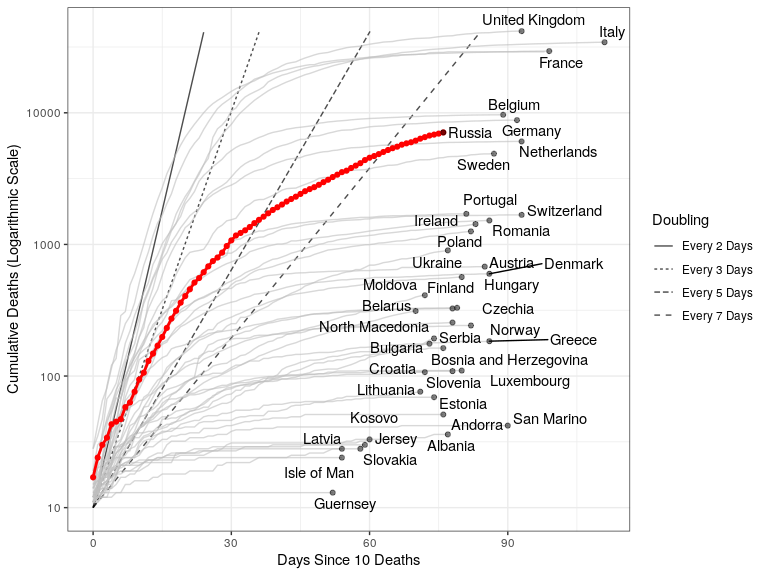 United Kingdom
Italy
France
10000
Belgium
Russia
Germany
Netherlands
Sweden
Portugal
Switzerland
Ireland
Romania
1000
Poland
Ukraine
Austria
Denmark
Moldova
Finland
Hungary
Belarus
Czechia
North Macedonia
Norway
Serbia
Greece
Bulgaria
Bosnia and Herzegovina
100
Croatia
Slovenia
Luxembourg
Lithuania
Estonia
Kosovo
Andorra
San Marino
Latvia
Jersey
Albania
Slovakia
Isle of Man
Guernsey
10
0
30
60
90
Days Since 10 Deaths
Cumulative Deaths (Logarithmic Scale)
Doubling
Every 2 Days
Every 3 Days
Every 5 Days
Every 7 Days